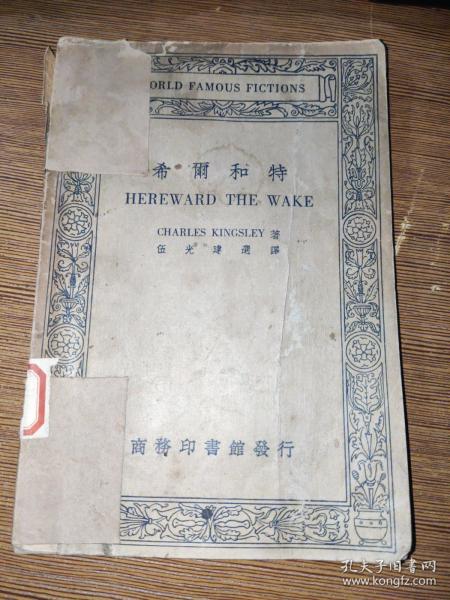 ORLD FAMOUS FICTIONS
希爾和特
HEREWARD THE WAKE
CHARLES KINGSLEY 著
伍光建選譯
商務印書館發行
孔夫子旧书网
www.kongfz.com